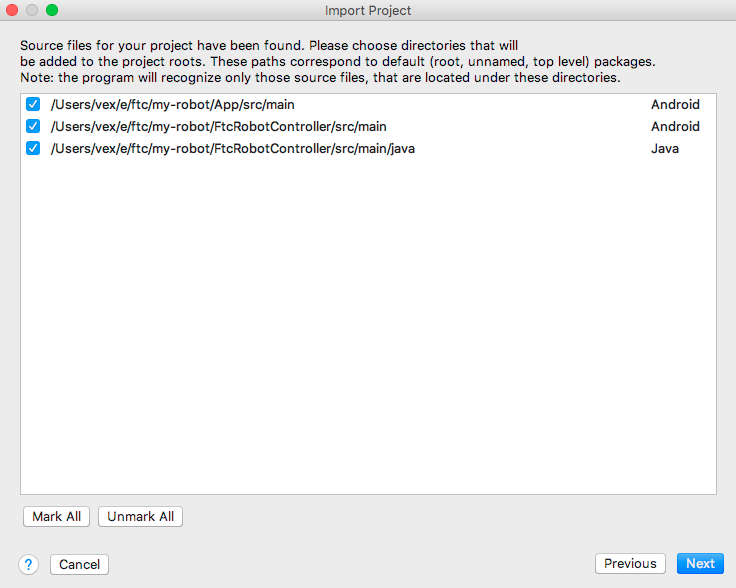 Import Project
Source files for your project have been found. Please choose directories that will
be added to the project roots. These paths correspond to default (root, unnamed, top level) packages.
Note: the program will recognize only those source files, that are located under these directories.
/Users/vex/e/ftc/my-robot/App/src/main Android
/Users/vex/e/ftc/my-robot/FtcRobotController/src/main Android
/Users/vex/e/ftc/my-robot/FtcRobotController/src/main/java Java
Mark All Unmark All
? Cancel Previous Next